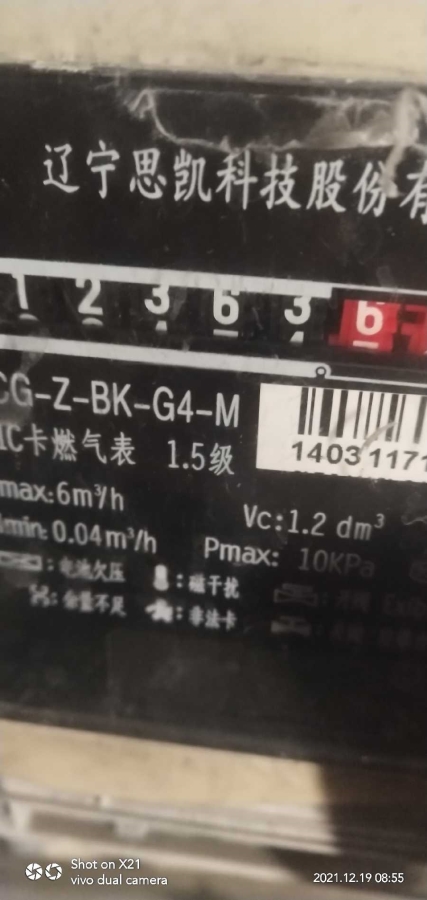 辽宁思凯科技股份有
1 2 3 6 3 6
CG-Z-BK-G4-M
IC卡燃气表 1.5级
1403 1171
max:6m³/h
Vc:1.2 dm³
min:0.04m³/h
Pmax: 10KPa
:电池欠压 :磁干扰
:余量不足 :非法卡
Shot on X21
vivo dual camera
2021.12.19 08:55